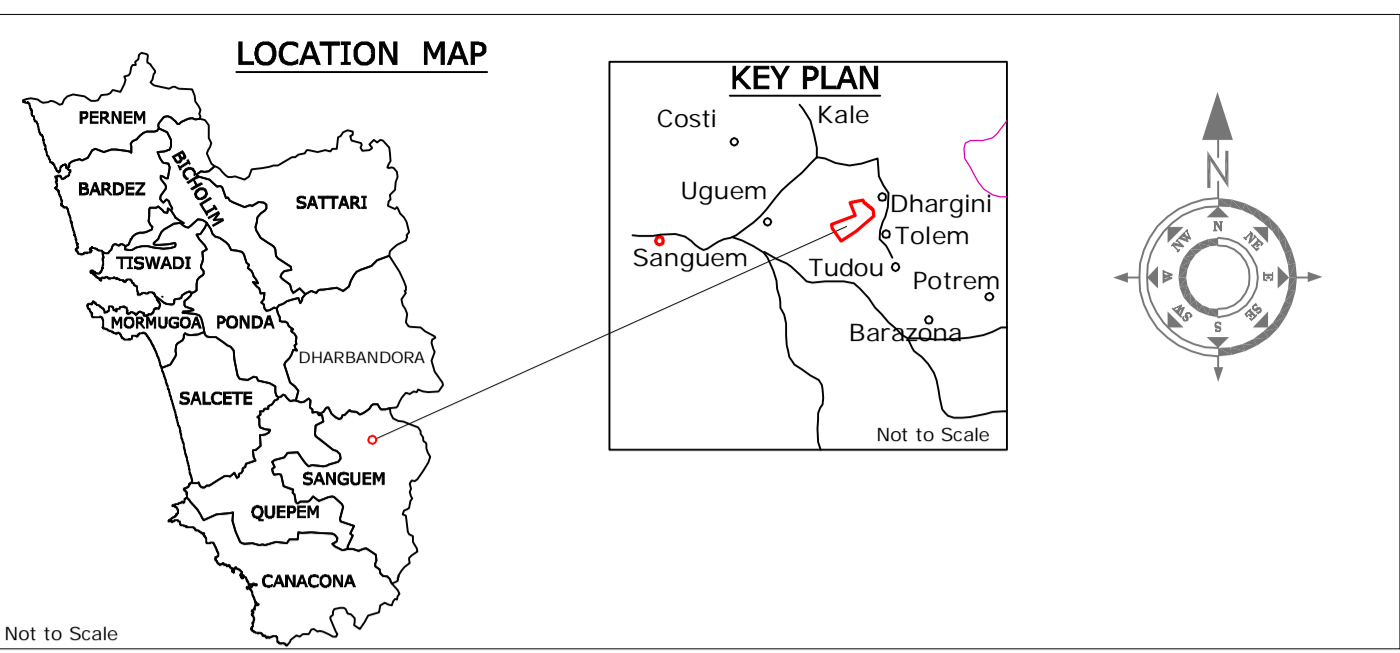 LOCATION MAP
PERNEM
BARDEZ
BICHOLIM
SATTARI
TISWADI
MORMUGOA
PONDA
DHARBANDORA
SALCETE
SANGUEM
QUEPEM
CANACONA
Not to Scale
KEY PLAN
Costi
Kale
Uguem
Dhargini
Tolem
Sanguem
Tudou
Potrem
Barazona
Not to Scale
N
N
NE
E
SE
S
SW
W
NW